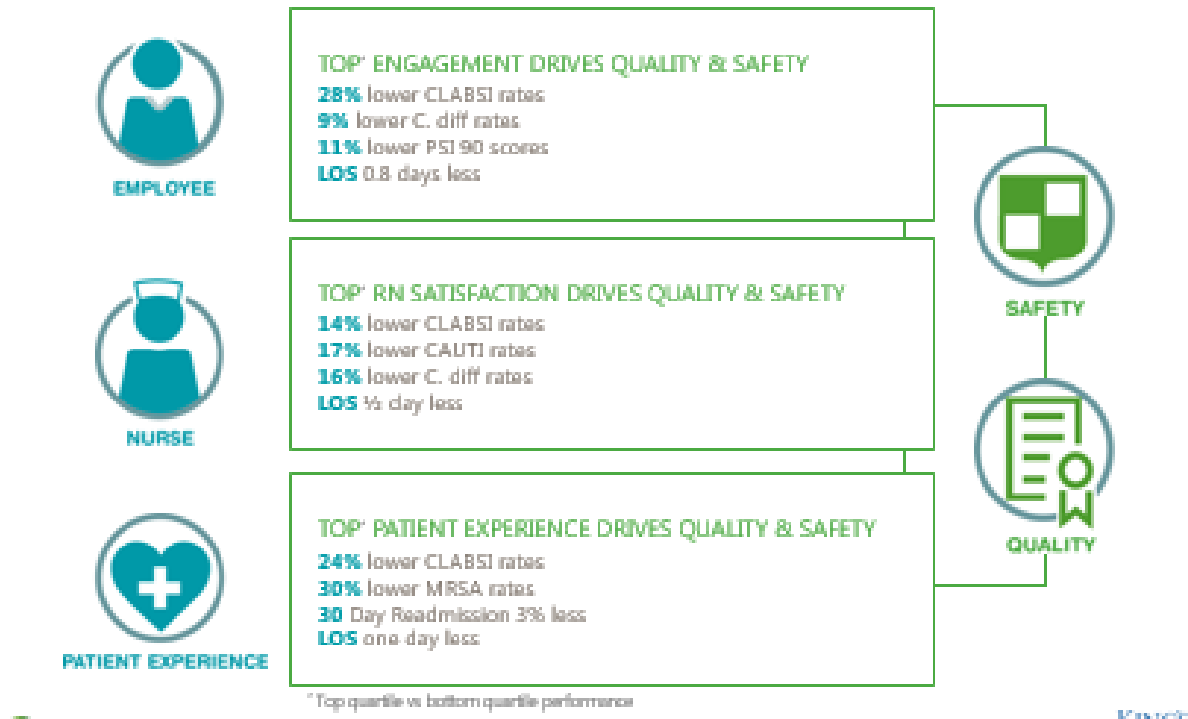 TOP* ENGAGEMENT DRIVES QUALITY & SAFETY
28% lower CLABSI rates
9% lower C. diff rates
11% lower PSI 90 scores
LOS 0.8 days less
EMPLOYEE
SAFETY
TOP* RN SATISFACTION DRIVES QUALITY & SAFETY
14% lower CLABSI rates
17% lower CAUTI rates
16% lower C. diff rates
LOS ½ day less
NURSE
QUALITY
TOP* PATIENT EXPERIENCE DRIVES QUALITY & SAFETY
24% lower CLABSI rates
30% lower MRSA rates
30 Day Readmission 3% less
LOS one day less
PATIENT EXPERIENCE
*Top quartile vs bottom quartile performance